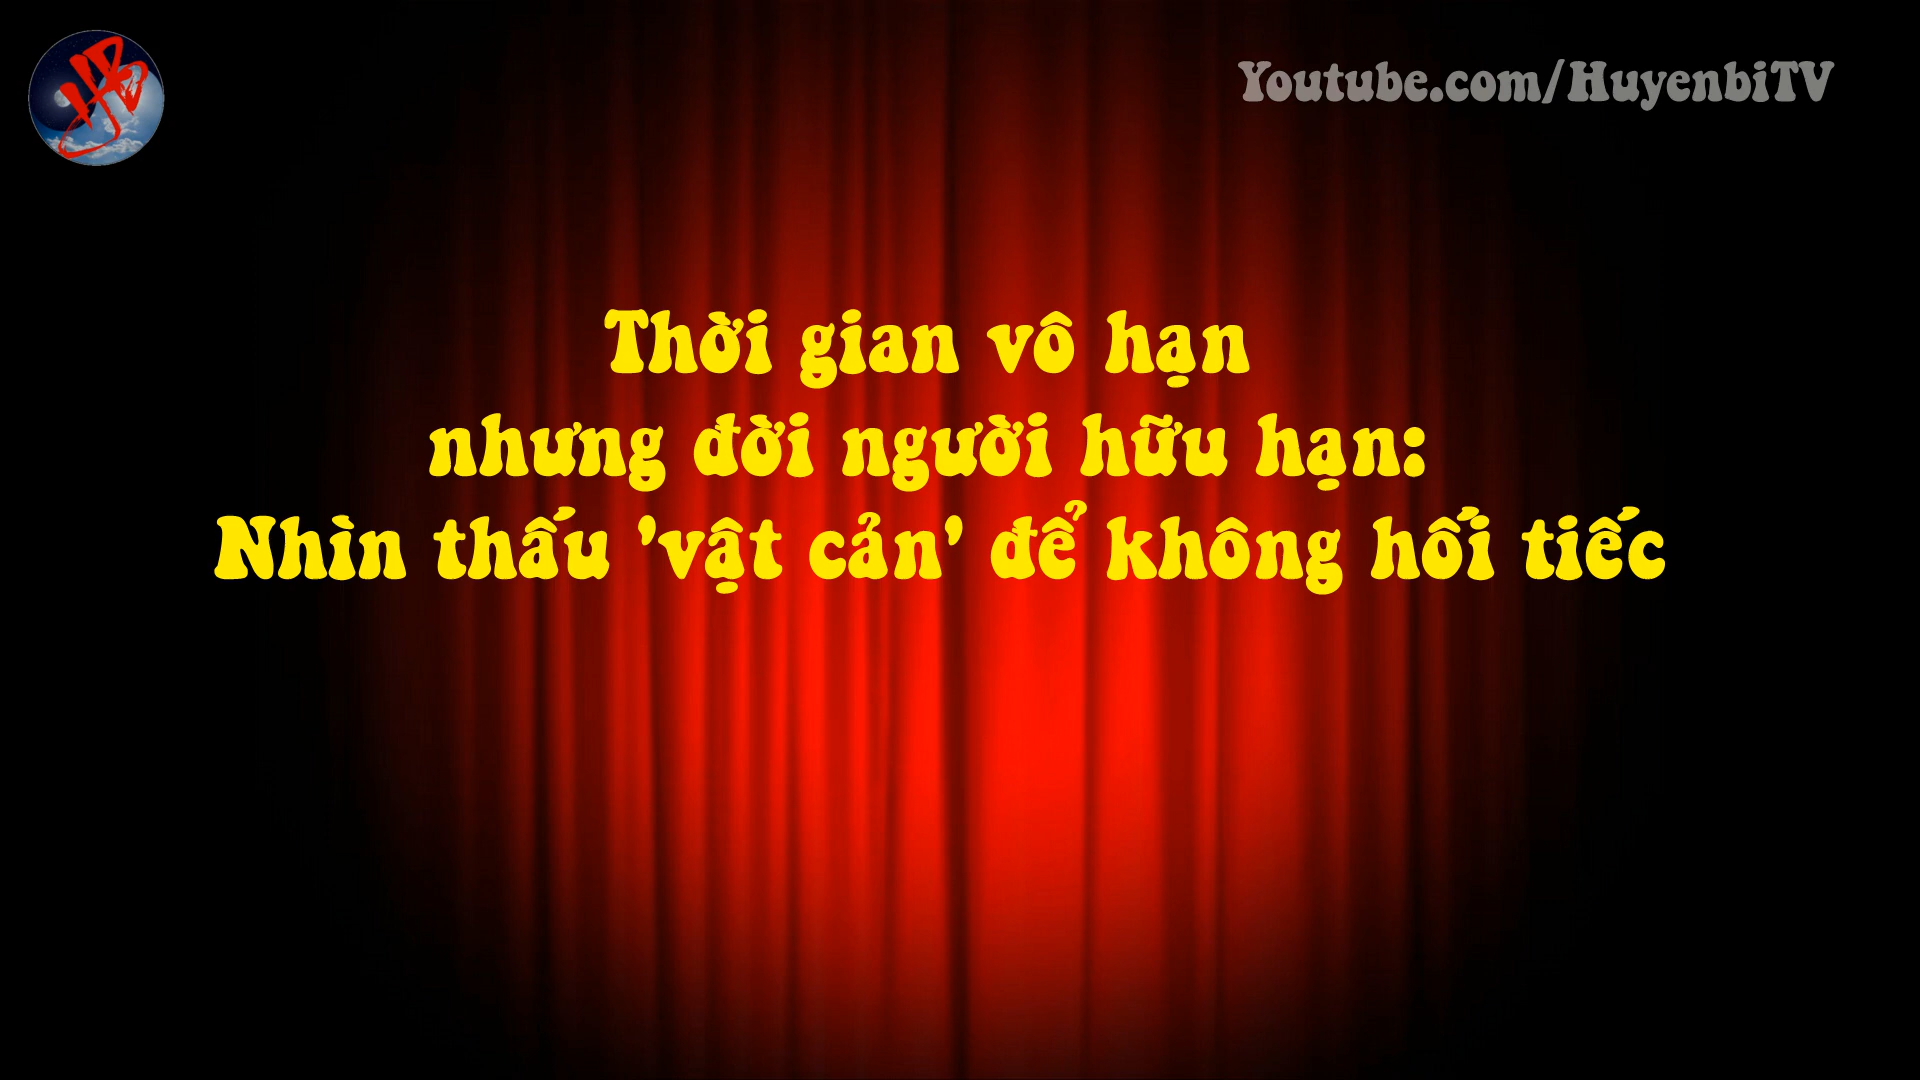 Youtube.com/HuyenbiTV
Thời gian vô hạn
nhưng đời người hữu hạn:
Nhìn thấu 'vật cản' để không hối tiếc